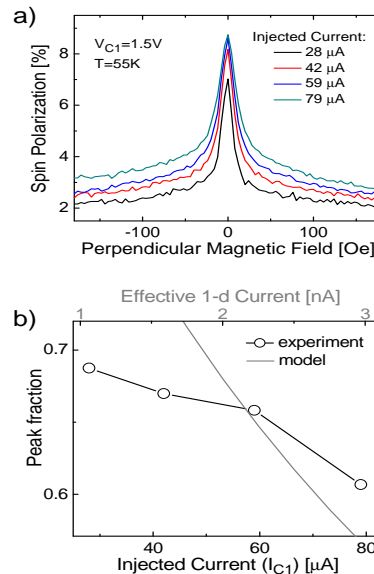 a)
V_C1=1.5V
T=55K
Injected Current:
28 μA
42 μA
59 μA
79 μA
8
6
4
2
Spin Polarization [%]
-100 0 100
Perpendicular Magnetic Field [Oe]
b)
Effective 1-d Current [nA]
1 2 3
experiment
model
0.7
0.6
Peak fraction
40 60 80
Injected Current (I_C1) [μA]